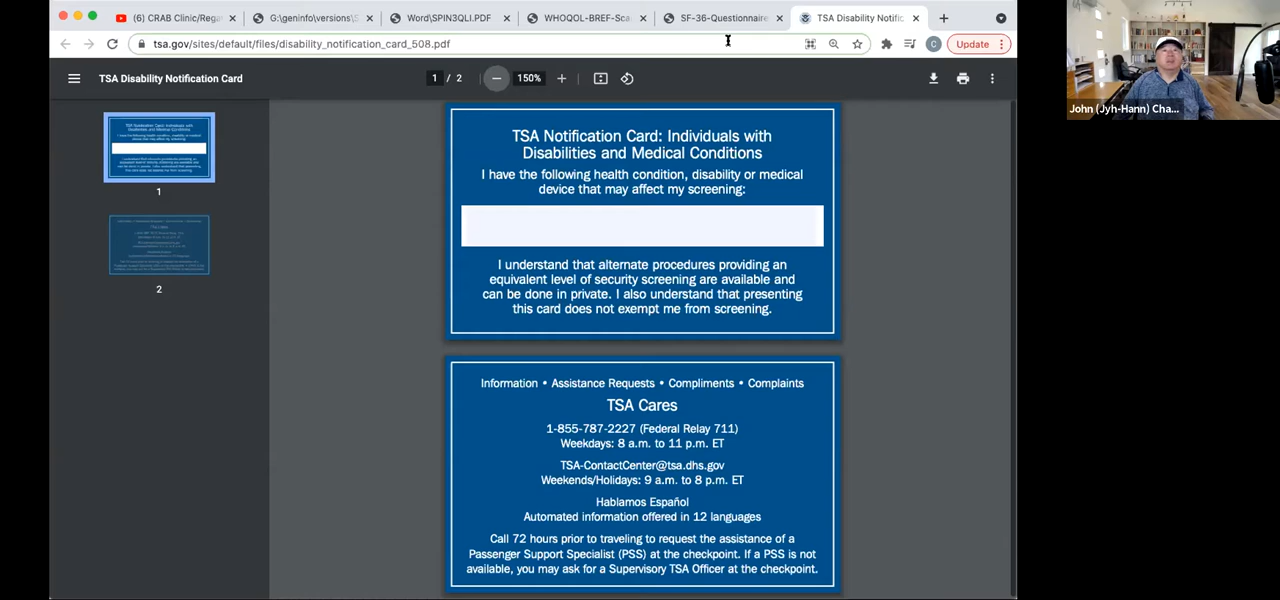 (6) CRAB Clinic/Rega
G:\geninfo\versions\S
Word\SPIN3QLI.PDF
WHOQOL-BREF-Sca
SF-36-Questionnaire
TSA Disability Notific
tsa.gov/sites/default/files/disability_notification_card_508.pdf
C
Update
TSA Disability Notification Card
1 / 2
150%
John (Jyh-Hann) Cha...
1
2
TSA Notification Card: Individuals with
Disabilities and Medical Conditions
I have the following health condition, disability or medical
device that may affect my screening:
I understand that alternate procedures providing an
equivalent level of security screening are available and
can be done in private. I also understand that presenting
this card does not exempt me from screening.
Information • Assistance Requests • Compliments • Complaints
TSA Cares
1-855-787-2227 (Federal Relay 711)
Weekdays: 8 a.m. to 11 p.m. ET
TSA-ContactCenter@tsa.dhs.gov
Weekends/Holidays: 9 a.m. to 8 p.m. ET
Hablamos Español
Automated information offered in 12 languages
Call 72 hours prior to traveling to request the assistance of a
Passenger Support Specialist (PSS) at the checkpoint. If a PSS is not
available, you may ask for a Supervisory TSA Officer at the checkpoint.